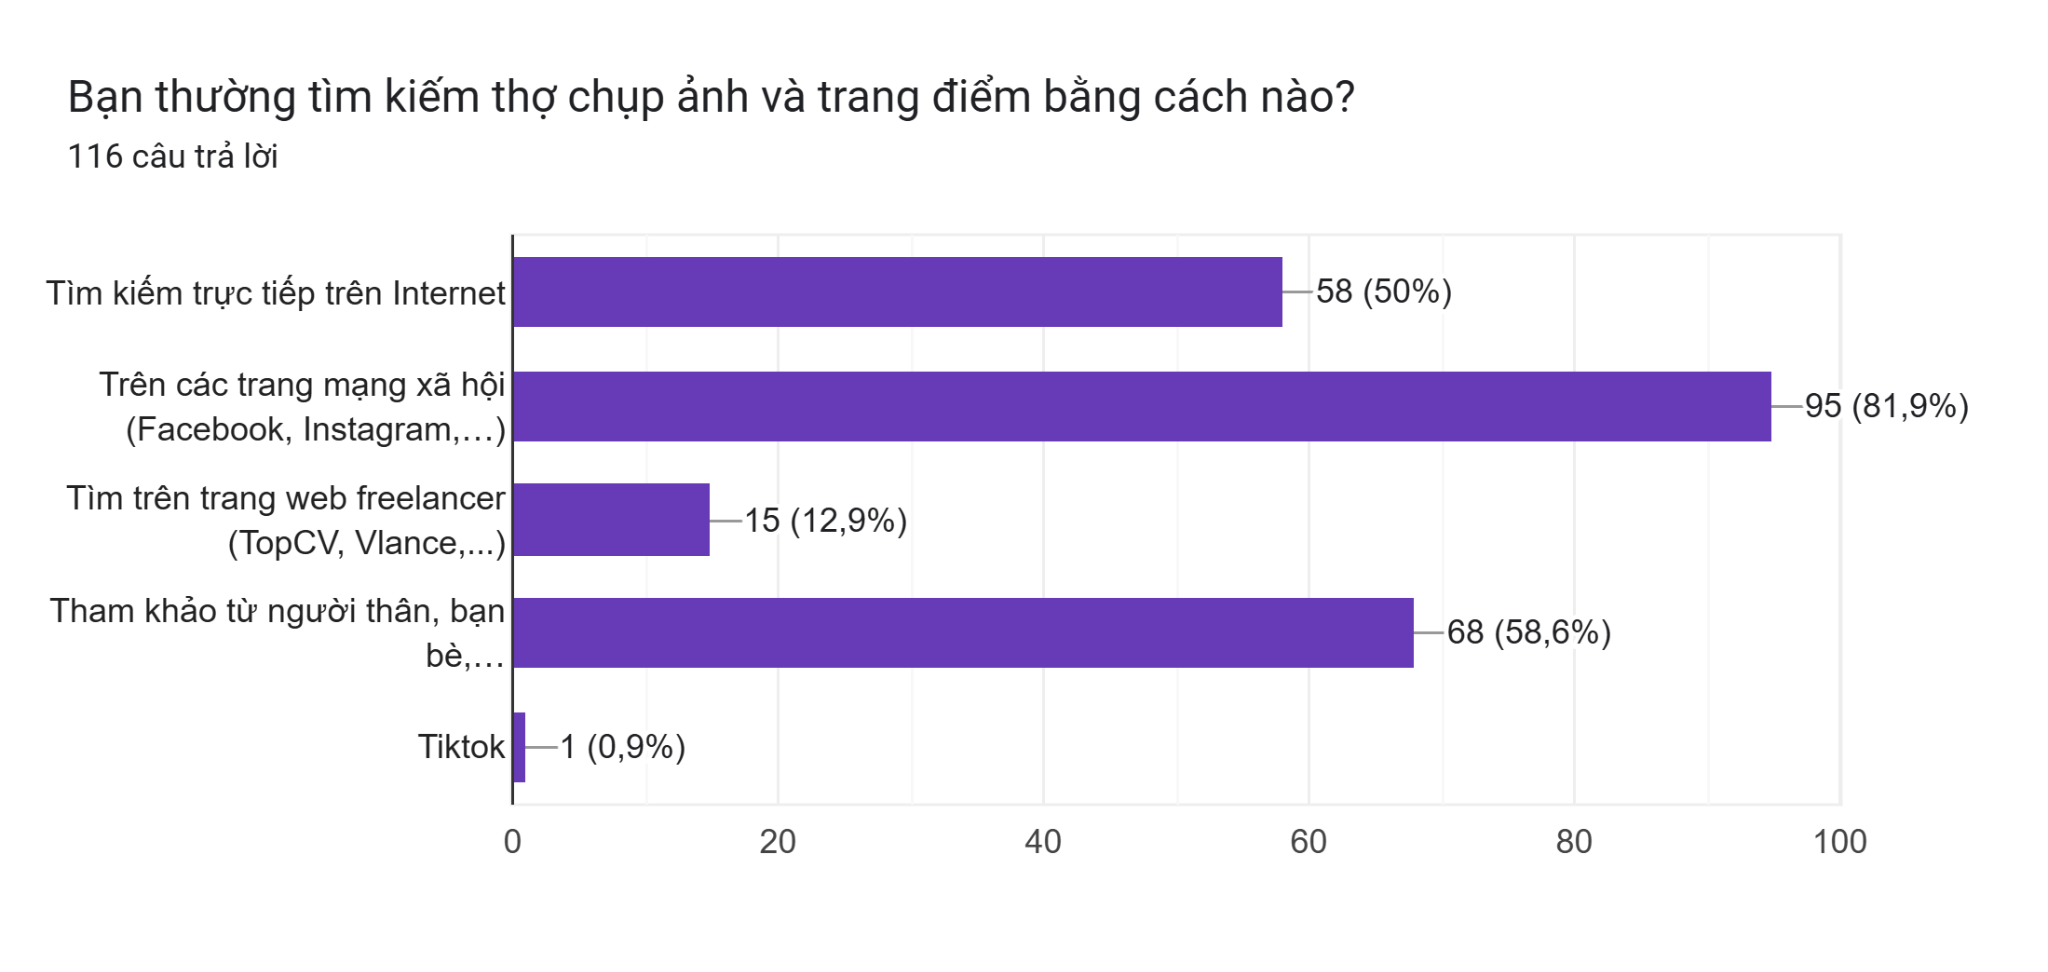 Bạn thường tìm kiếm thợ chụp ảnh và trang điểm bằng cách nào?
116 câu trả lời
Tìm kiếm trực tiếp trên Internet
58 (50%)
Trên các trang mạng xã hội
(Facebook, Instagram,…)
95 (81,9%)
Tìm trên trang web freelancer
(TopCV, Vlance,...)
15 (12,9%)
Tham khảo từ người thân, bạn
bè,…
68 (58,6%)
Tiktok
1 (0,9%)
0 20 40 60 80 100